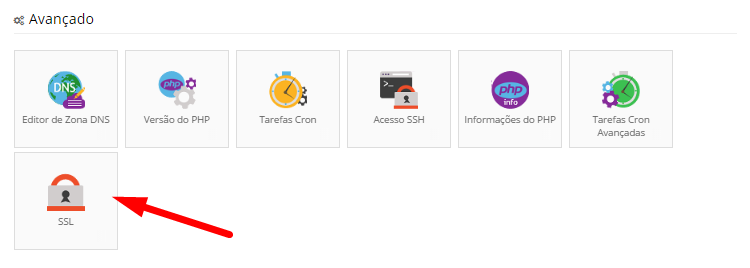 Avançado
DNS
php
>_
php
info
Editor de Zona DNS
Versão do PHP
Tarefas Cron
Acesso SSH
Informações do PHP
Tarefas Cron
Avançadas
SSL